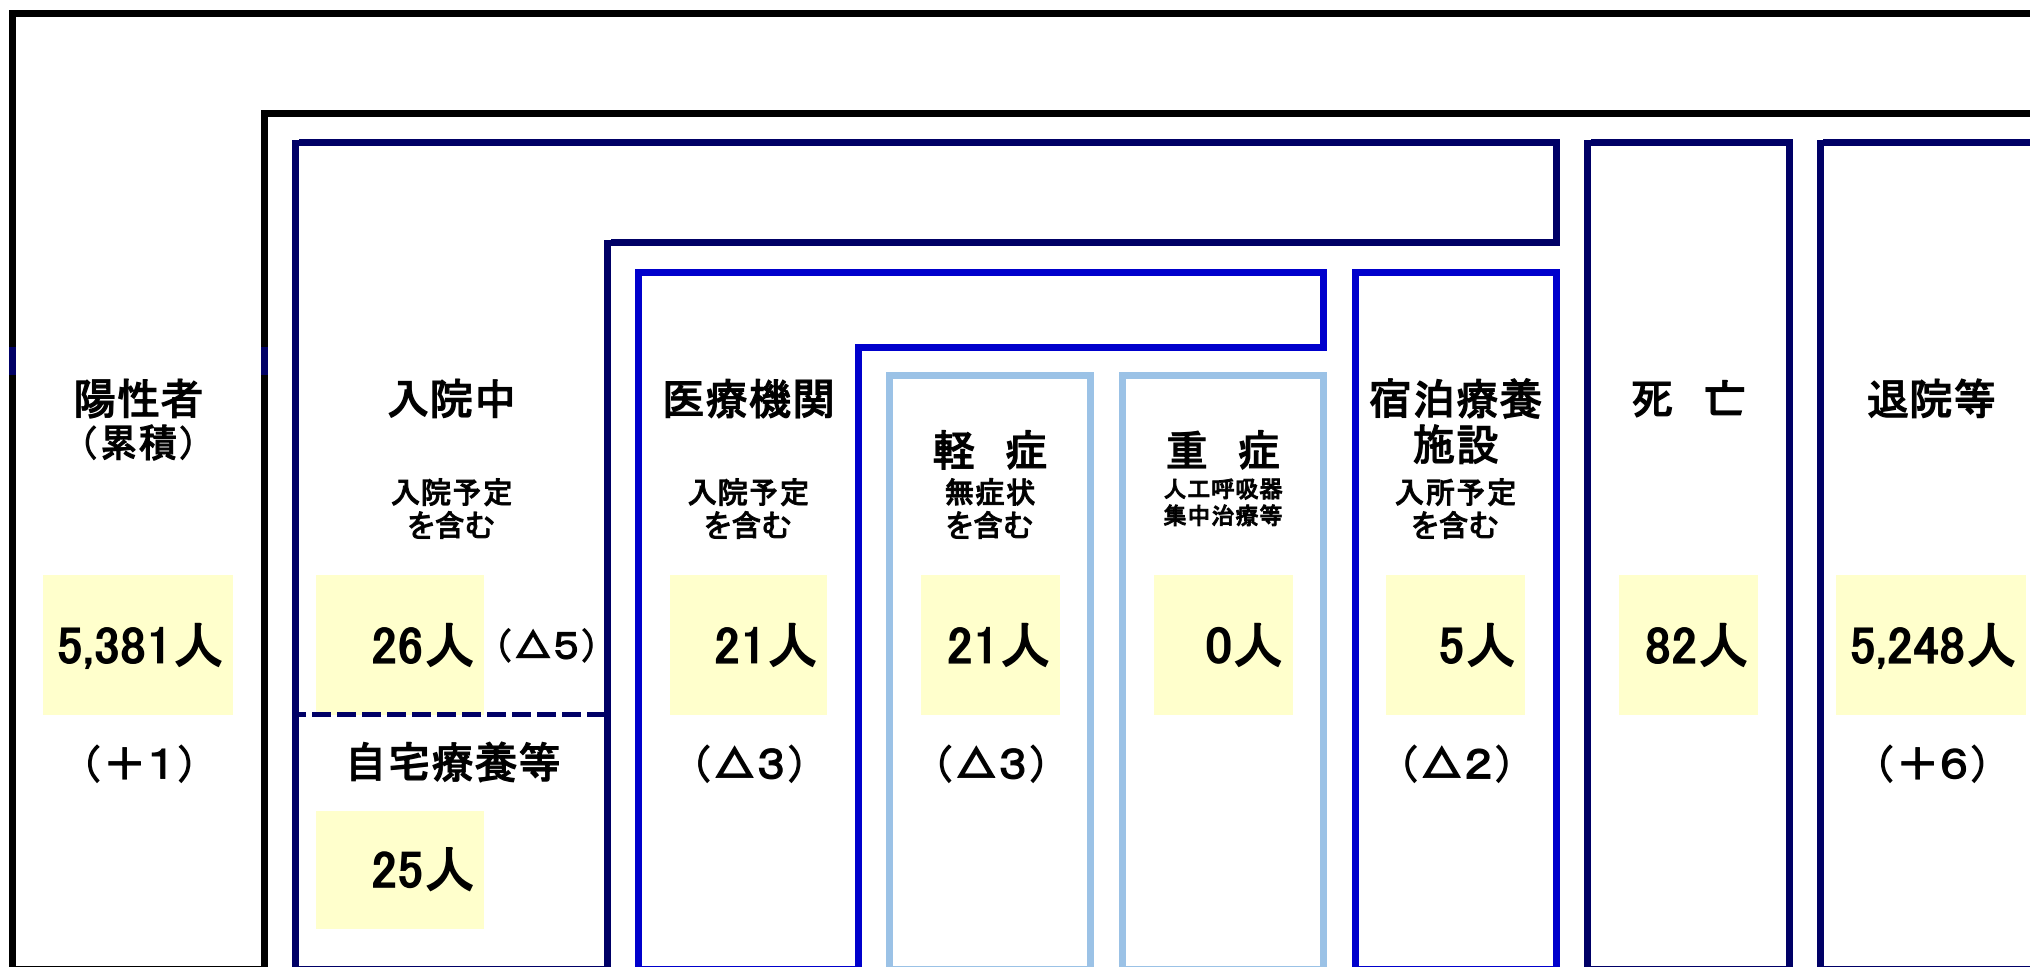 陽性者
（累積）
5,381人
（＋1）
入院中
入院予定
を含む
26人 （△5）
自宅療養等
25人
医療機関
入院予定
を含む
21人
（△3）
軽 症
無症状
を含む
21人
（△3）
重 症
人工呼吸器
集中治療等
0人
宿泊療養
施設
入所予定
を含む
5人
（△2）
死 亡
82人
退院等
5,248人
（＋6）